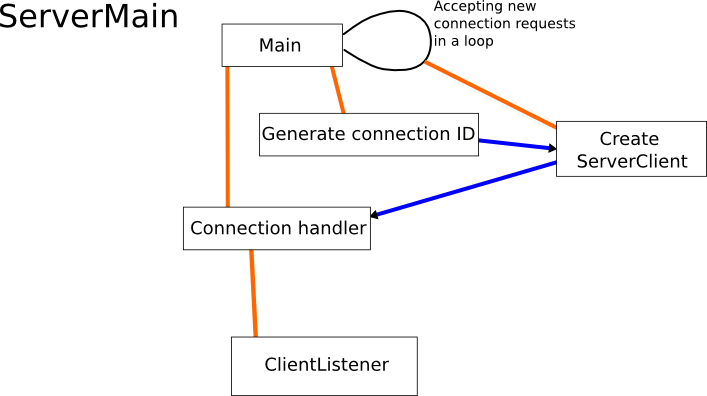 ServerMain
Accepting new
connection requests
in a loop
Main
Generate connection ID
Create
ServerClient
Connection handler
ClientListener